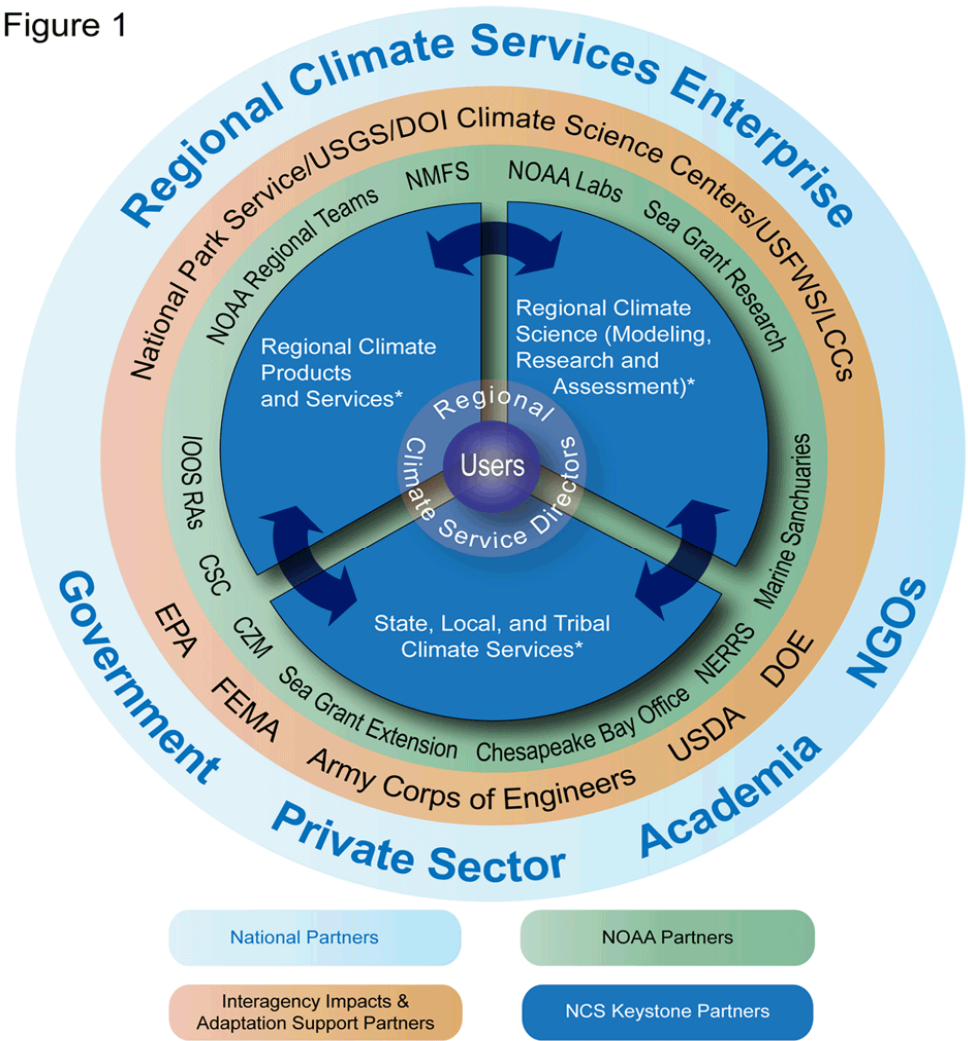 Figure 1
Regional Climate Services Enterprise
National Park Service/USGS/DOI Climate Science Centers/USFWS/LCCs
NOAA Regional Teams
NMFS
NOAA Labs
Sea Grant Research
Regional Climate
Products
and Services*
Regional Climate
Science (Modeling,
Research and
Assessment)*
Regional
Climate Service Directors
Users
State, Local, and Tribal
Climate Services*
IOOS RAs
CSC
CZM
Sea Grant Extension
Chesapeake Bay Office
NERRS
Marine Sanchuaries
EPA
FEMA
Army Corps of Engineers
USDA
DOE
Government
Private Sector
Academia
NGOs
National Partners
NOAA Partners
Interagency Impacts &
Adaptation Support Partners
NCS Keystone Partners